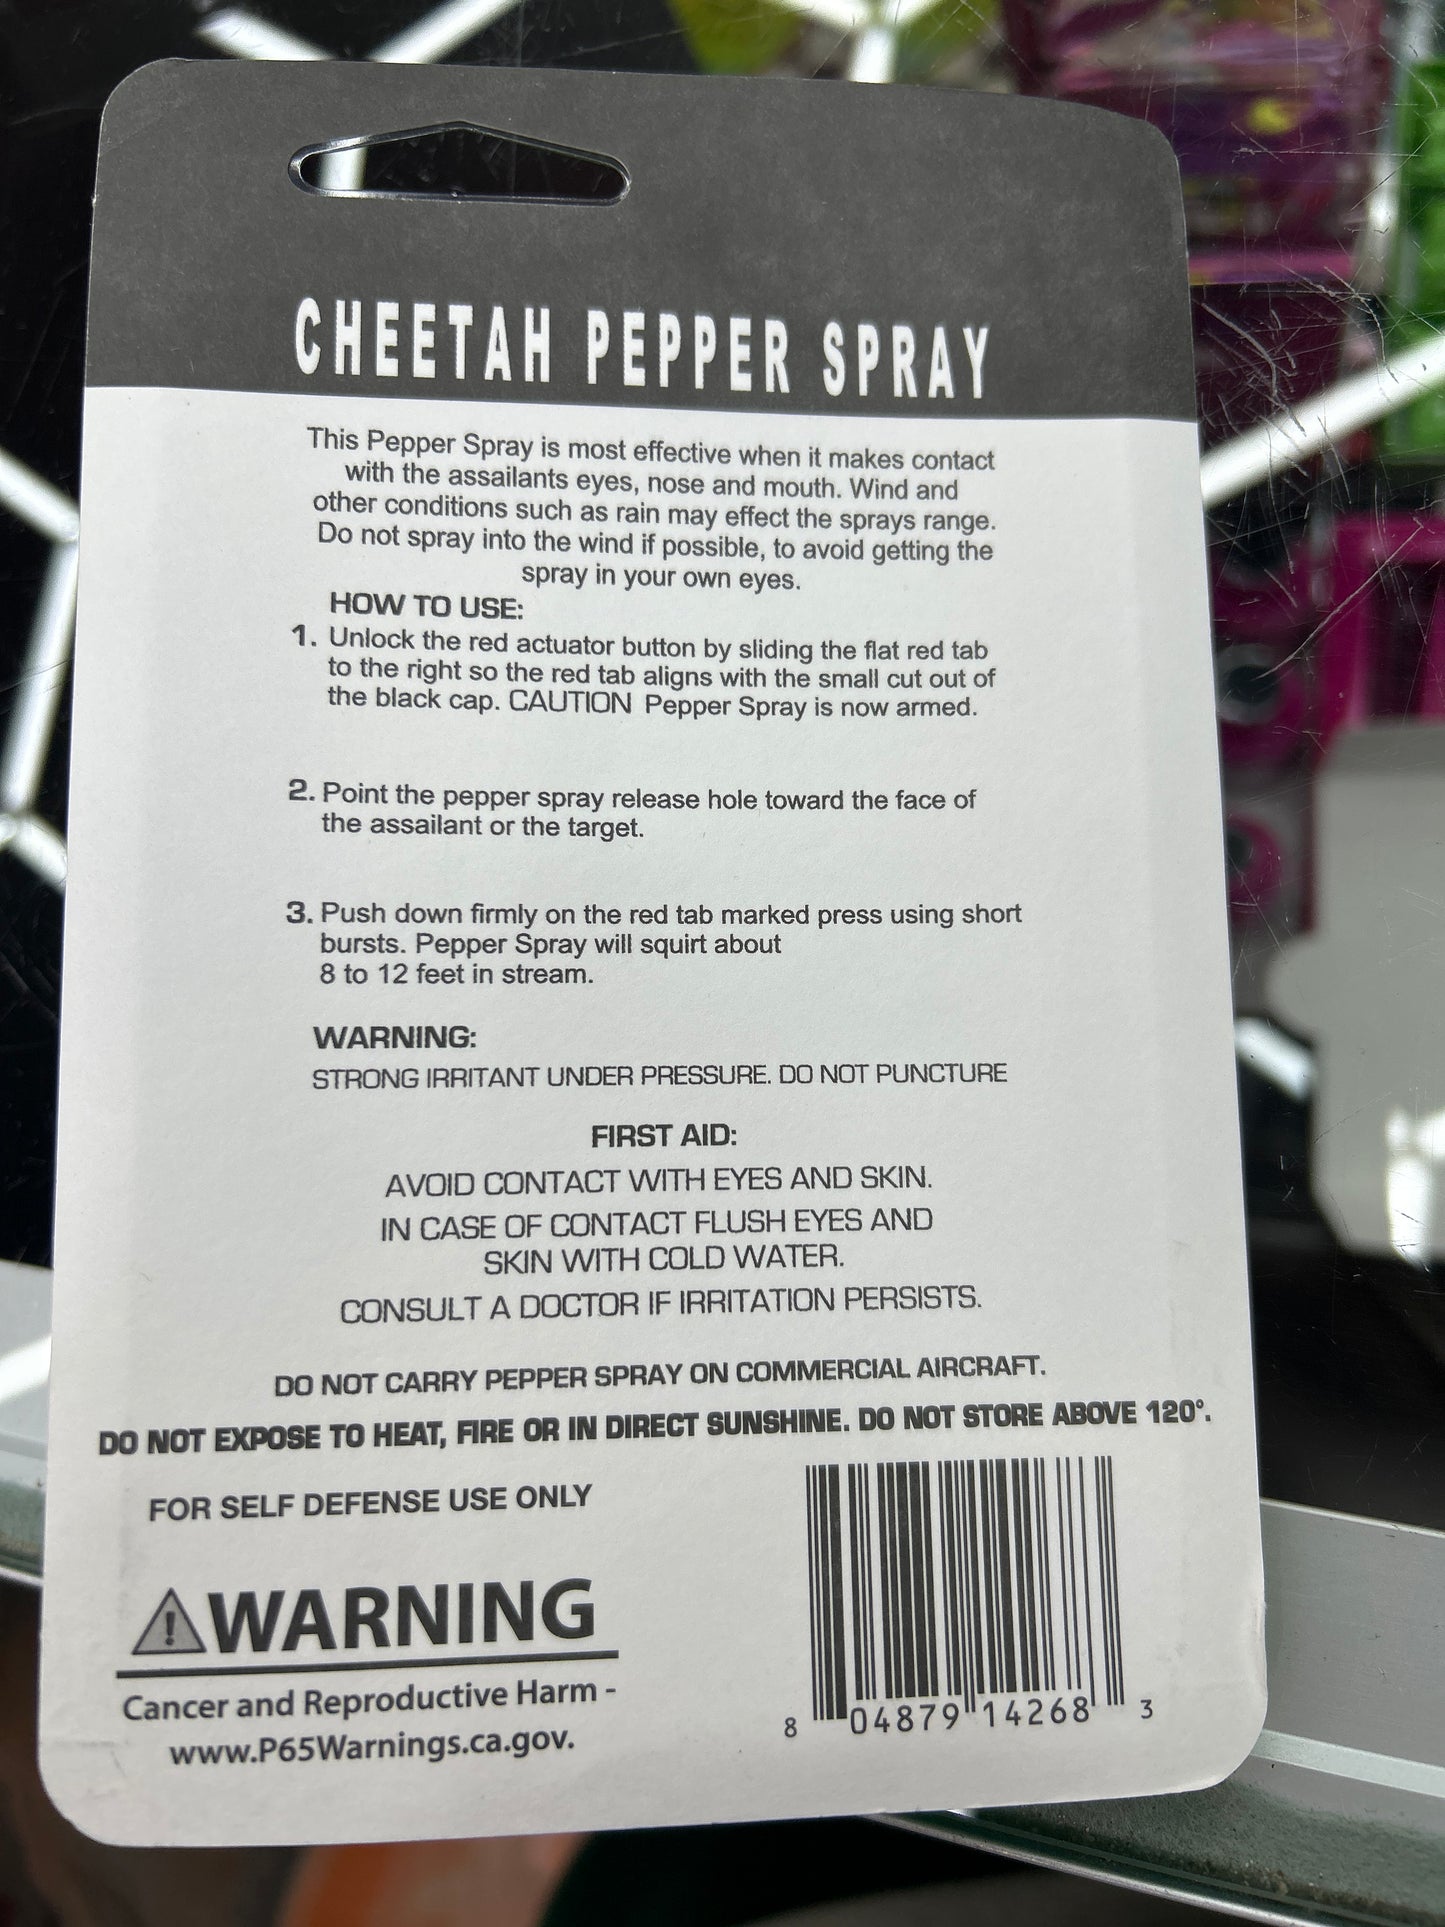 CHEETAH PEPPER SPRAY
This Pepper Spray is most effective when it makes contact
with the assailants eyes, nose and mouth. Wind and
other conditions such as rain may effect the sprays range.
Do not spray into the wind if possible, to avoid getting the
spray in your own eyes.
HOW TO USE:
1. Unlock the red actuator button by sliding the flat red tab
to the right so the red tab aligns with the small cut out of
the black cap. CAUTION Pepper Spray is now armed.
2. Point the pepper spray release hole toward the face of
the assailant or the target.
3. Push down firmly on the red tab marked press using short
bursts. Pepper Spray will squirt about
8 to 12 feet in stream.
WARNING:
STRONG IRRITANT UNDER PRESSURE. DO NOT PUNCTURE
FIRST AID:
AVOID CONTACT WITH EYES AND SKIN.
IN CASE OF CONTACT FLUSH EYES AND
SKIN WITH COLD WATER.
CONSULT A DOCTOR IF IRRITATION PERSISTS.
DO NOT CARRY PEPPER SPRAY ON COMMERCIAL AIRCRAFT.
DO NOT EXPOSE TO HEAT, FIRE OR IN DIRECT SUNSHINE. DO NOT STORE ABOVE 120°.
FOR SELF DEFENSE USE ONLY
WARNING
Cancer and Reproductive Harm -
www.P65Warnings.ca.gov.
8 04879 14268 3